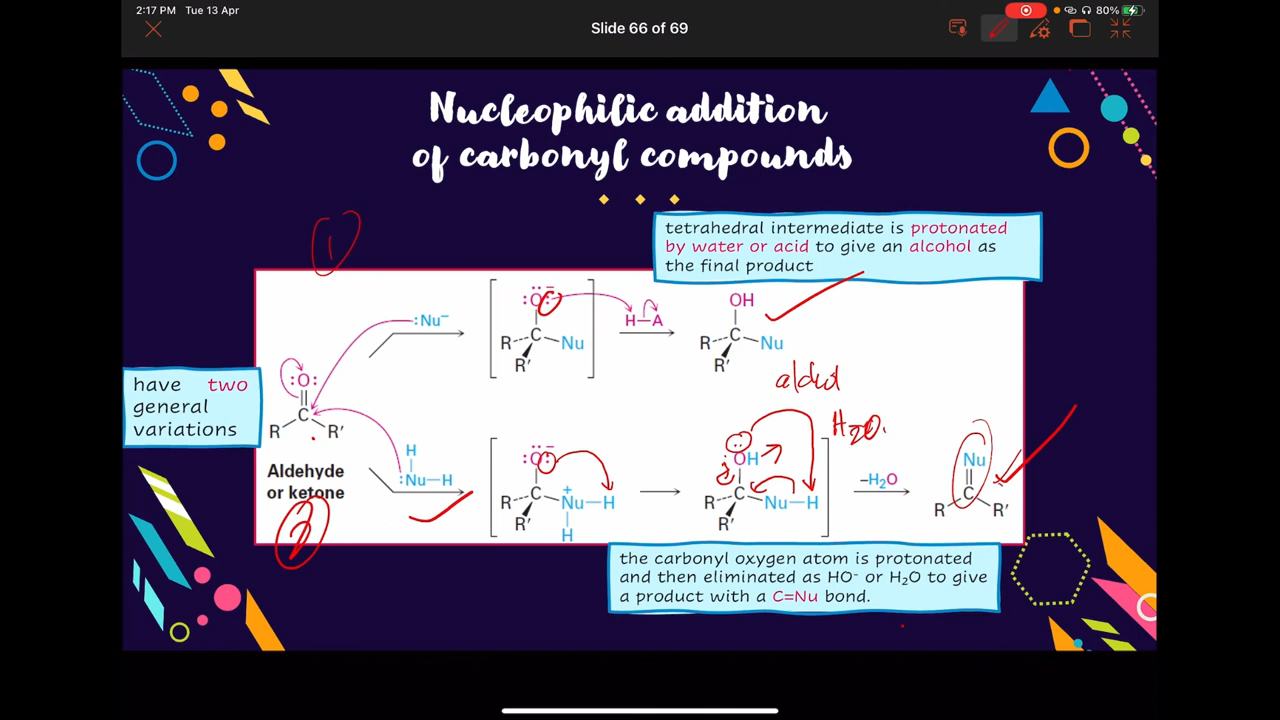 2:17 PM Tue 13 Apr
80%
Slide 66 of 69
Nucleophilic addition
of carbonyl compounds
1
tetrahedral intermediate is protonated
by water or acid to give an alcohol as
the final product
have two
general
variations
:O:
C
R R'
Aldehyde
or ketone
:Nu⁻
:O:⁻
R C Nu
R'
H—A
OH
R C Nu
R'
2
H
:Nu—H
:O:⁻
R C Nu⁺—H
R' H
OH
R C Nu—H
R'
H2O.
–H₂O
Nu
C
R R'
the carbonyl oxygen atom is protonated
and then eliminated as HO⁻ or H₂O to give
a product with a C=Nu bond.